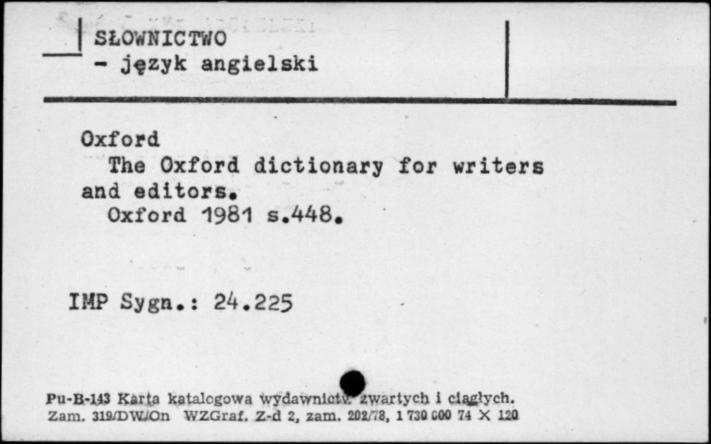 SŁOWNICTWO
- język angielski
Oxford
The Oxford dictionary for writers
and editors.
Oxford 1981 s.448.
IMP Sygn.: 24.225
Pu-B-143 Karta katalogowa wydawnictw zwartych i ciągłych.
Zam. 319/DW/On WZGraf. Z-d 2, zam. 202/78, 1 730 000 74 X 120